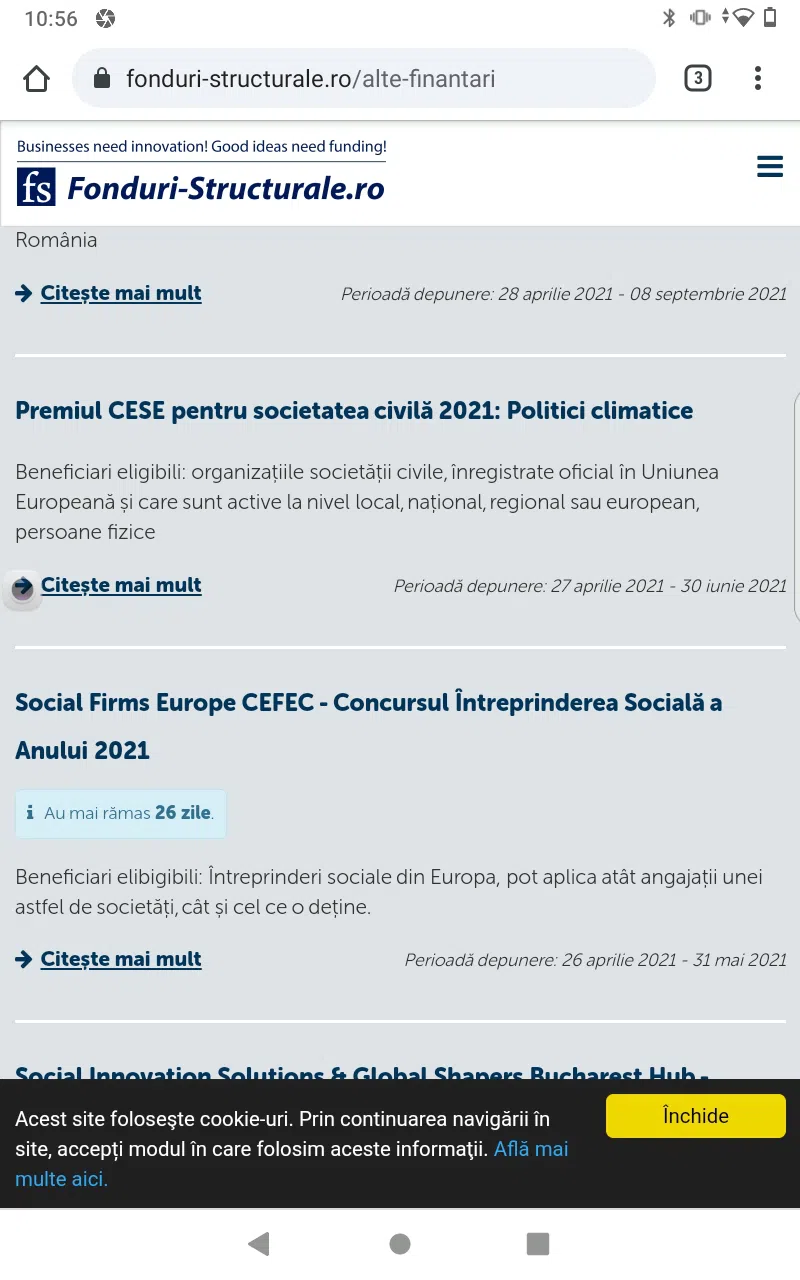 10:56
fonduri-structurale.ro/alte-finantari
3
Businesses need innovation! Good ideas need funding!
fs Fonduri-Structurale.ro
România
Citește mai mult
Perioadă depunere: 28 aprilie 2021 - 08 septembrie 2021
Premiul CESE pentru societatea civilă 2021: Politici climatice
Beneficiari eligibili: organizațiile societății civile, înregistrate oficial în Uniunea
Europeană și care sunt active la nivel local, național, regional sau european,
persoane fizice
Citește mai mult
Perioadă depunere: 27 aprilie 2021 - 30 iunie 2021
Social Firms Europe CEFEC - Concursul Întreprinderea Socială a
Anului 2021
Au mai rămas 26 zile.
Beneficiari elibigibili: Întreprinderi sociale din Europa, pot aplica atât angajații unei
astfel de societăți, cât și cel ce o deține.
Citește mai mult
Perioadă depunere: 26 aprilie 2021 - 31 mai 2021
Social Innovation Solutions & Global Shapers Bucharest Hub -
Acest site foloseşte cookie-uri. Prin continuarea navigării în
site, accepți modul în care folosim aceste informaţii. Află mai
multe aici.
Închide